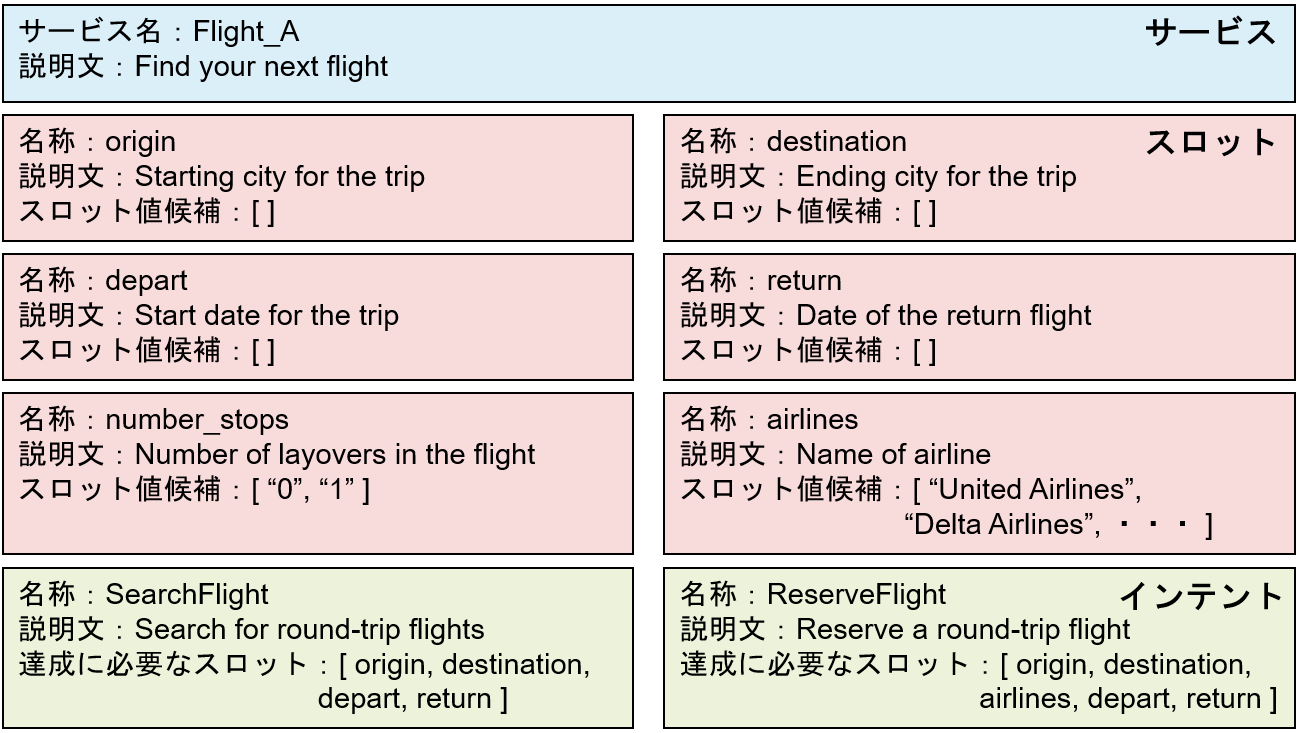 サービス名：Flight_A
サービス
説明文：Find your next flight
名称：origin
説明文：Starting city for the trip
スロット値候補：[ ]
名称：destination
スロット
説明文：Ending city for the trip
スロット値候補：[ ]
名称：depart
説明文：Start date for the trip
スロット値候補：[ ]
名称：return
説明文：Date of the return flight
スロット値候補：[ ]
名称：number_stops
説明文：Number of layovers in the flight
スロット値候補：[ “0”, “1” ]
名称：airlines
説明文：Name of airline
スロット値候補：[ “United Airlines”,
“Delta Airlines”, ・・・ ]
名称：SearchFlight
説明文：Search for round-trip flights
達成に必要なスロット：[ origin, destination,
depart, return ]
名称：ReserveFlight
インテント
説明文：Reserve a round-trip flight
達成に必要なスロット：[ origin, destination,
airlines, depart, return ]